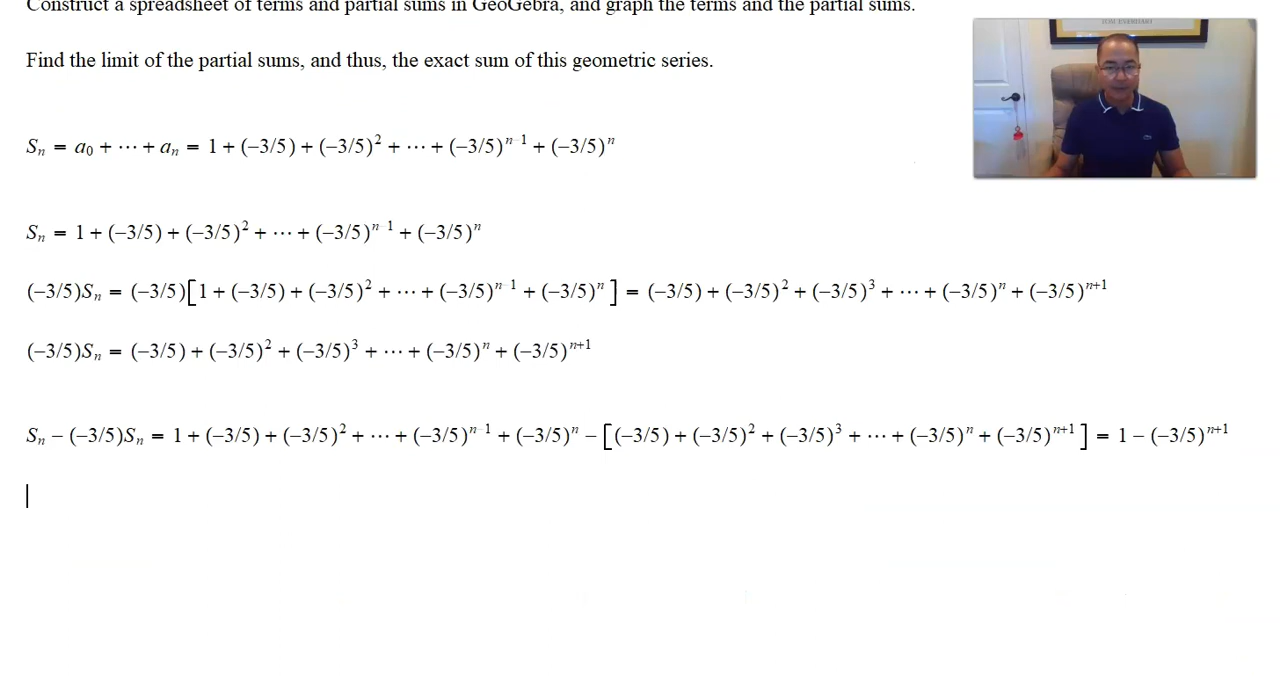 Construct a spreadsheet of terms and partial sums in GeoGebra, and graph the terms and the partial sums.
Find the limit of the partial sums, and thus, the exact sum of this geometric series.
Sₙ = a₀ + ⋯ + aₙ = 1 + (−3/5) + (−3/5)² + ⋯ + (−3/5)ⁿ⁻¹ + (−3/5)ⁿ
Sₙ = 1 + (−3/5) + (−3/5)² + ⋯ + (−3/5)ⁿ⁻¹ + (−3/5)ⁿ
(−3/5)Sₙ = (−3/5)[1 + (−3/5) + (−3/5)² + ⋯ + (−3/5)ⁿ⁻¹ + (−3/5)ⁿ] = (−3/5) + (−3/5)² + (−3/5)³ + ⋯ + (−3/5)ⁿ + (−3/5)ⁿ⁺¹
(−3/5)Sₙ = (−3/5) + (−3/5)² + (−3/5)³ + ⋯ + (−3/5)ⁿ + (−3/5)ⁿ⁺¹
Sₙ − (−3/5)Sₙ = 1 + (−3/5) + (−3/5)² + ⋯ + (−3/5)ⁿ⁻¹ + (−3/5)ⁿ − [(−3/5) + (−3/5)² + (−3/5)³ + ⋯ + (−3/5)ⁿ + (−3/5)ⁿ⁺¹] = 1 − (−3/5)ⁿ⁺¹